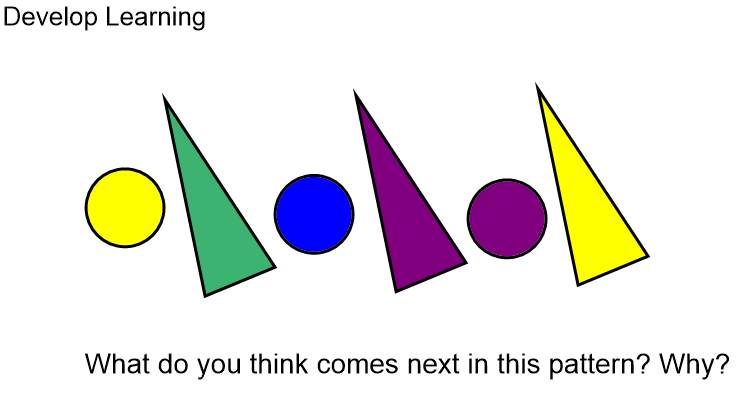 Develop Learning
What do you think comes next in this pattern? Why?